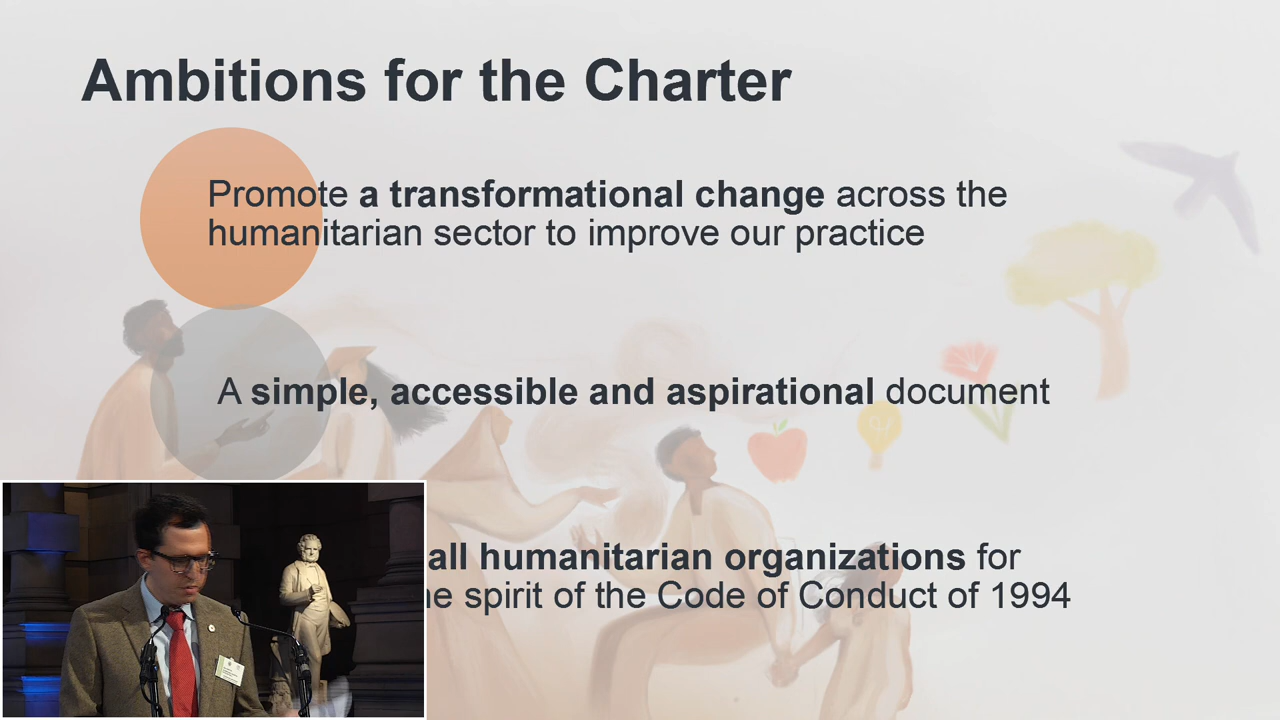 Ambitions for the Charter
Promote a transformational change across the
humanitarian sector to improve our practice
A simple, accessible and aspirational document
all humanitarian organizations for
spirit of the Code of Conduct of 1994